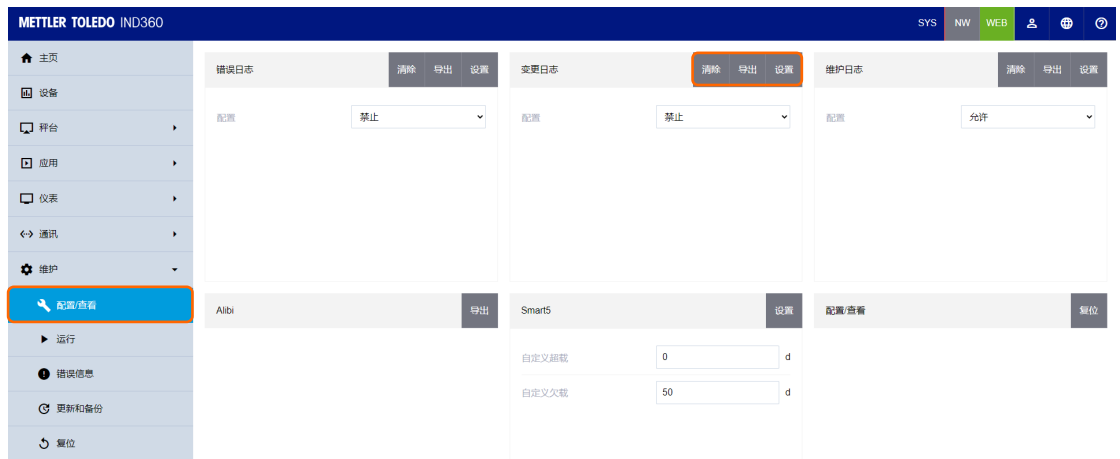 METTLER TOLEDO IND360
SYS NW WEB
主页
设备
秤台
应用
仪表
通讯
维护
配置/查看
运行
错误信息
更新和备份
复位
错误日志 清除 导出 设置
配置 禁止
变更日志 清除 导出 设置
配置 禁止
维护日志 清除 导出 设置
配置 允许
Alibi 导出
Smart5 设置
自定义超载 0 d
自定义欠载 50 d
配置/查看 复位